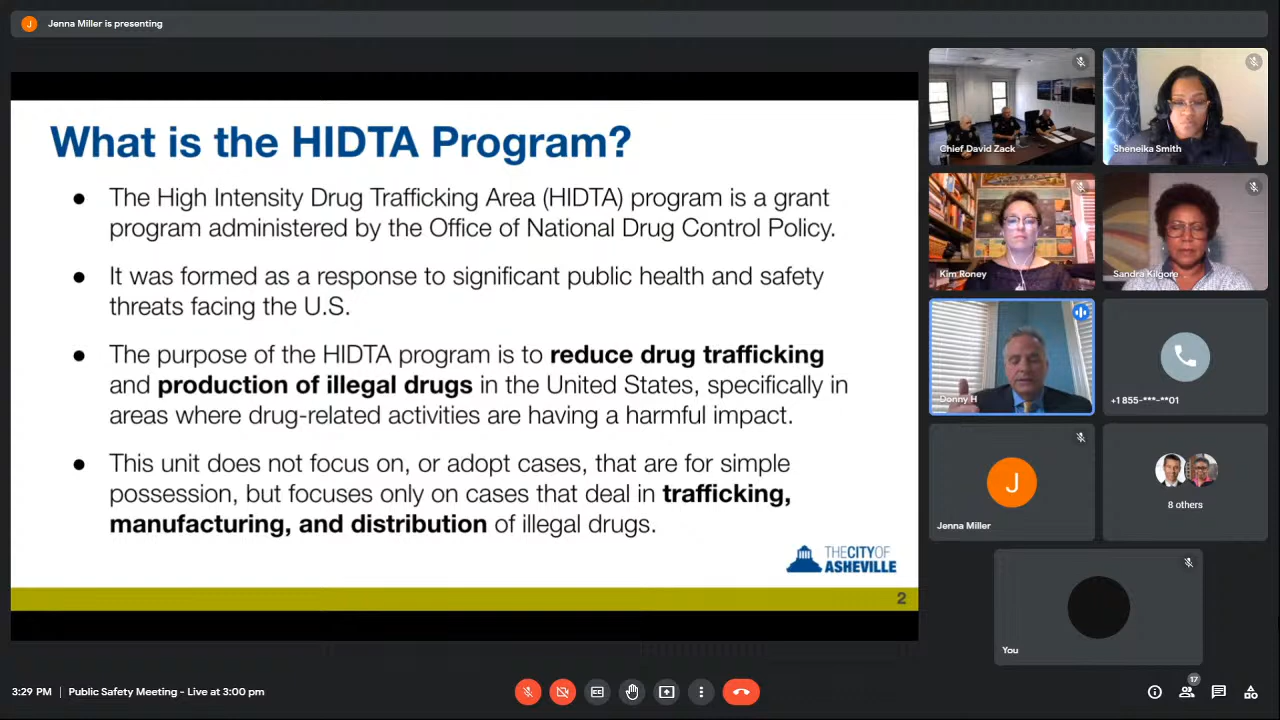 J
Jenna Miller is presenting
What is the HIDTA Program?
● The High Intensity Drug Trafficking Area (HIDTA) program is a grant
program administered by the Office of National Drug Control Policy.
● It was formed as a response to significant public health and safety
threats facing the U.S.
● The purpose of the HIDTA program is to reduce drug trafficking
and production of illegal drugs in the United States, specifically in
areas where drug-related activities are having a harmful impact.
● This unit does not focus on, or adopt cases, that are for simple
possession, but focuses only on cases that deal in trafficking,
manufacturing, and distribution of illegal drugs.
THE CITY OF
ASHEVILLE
2
Chief David Zack
Sheneika Smith
Kim Roney
Sandra Kilgore
Donny H
+1 855-***-**01
J
Jenna Miller
8 others
You
3:29 PM | Public Safety Meeting - Live at 3:00 pm
CC
17